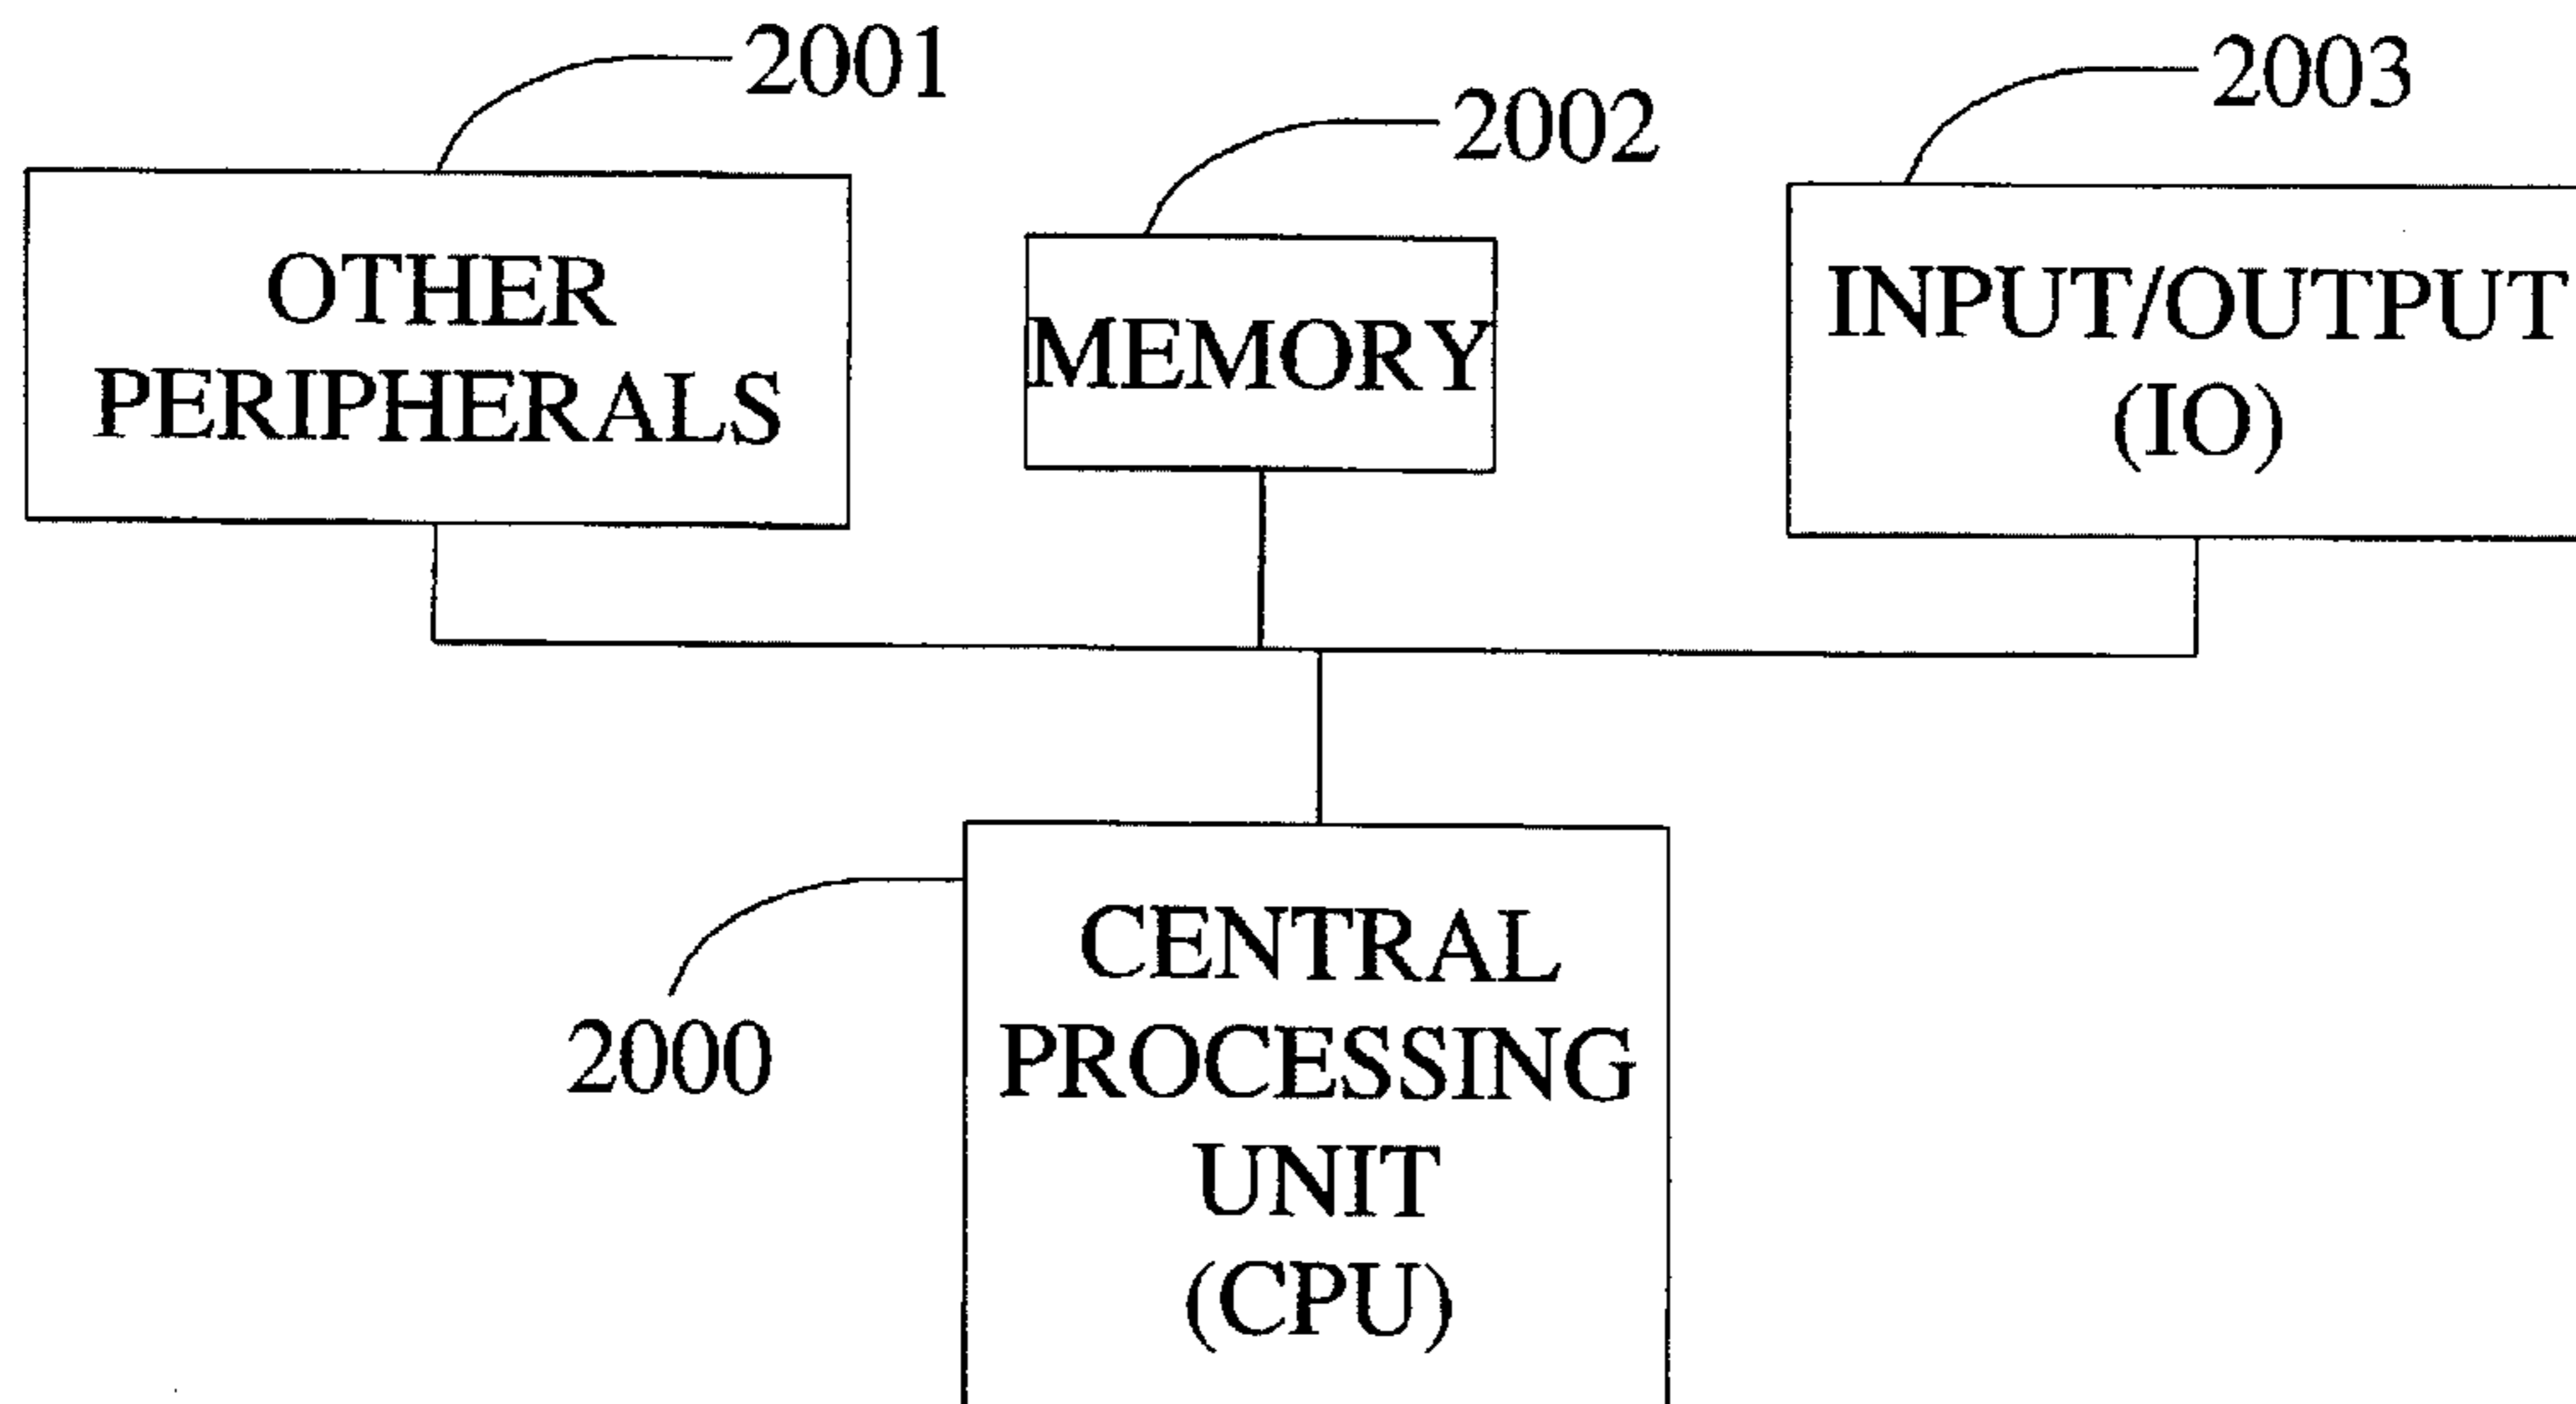 2001
2002
2003
OTHER
PERIPHERALS
MEMORY
INPUT/OUTPUT
(IO)
2000
CENTRAL
PROCESSING
UNIT
(CPU)